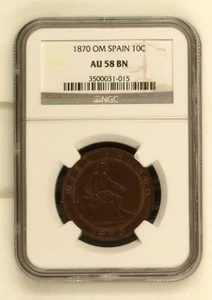 1870 OM SPAIN 10C
AU 58 BN
3500031-015
NGC